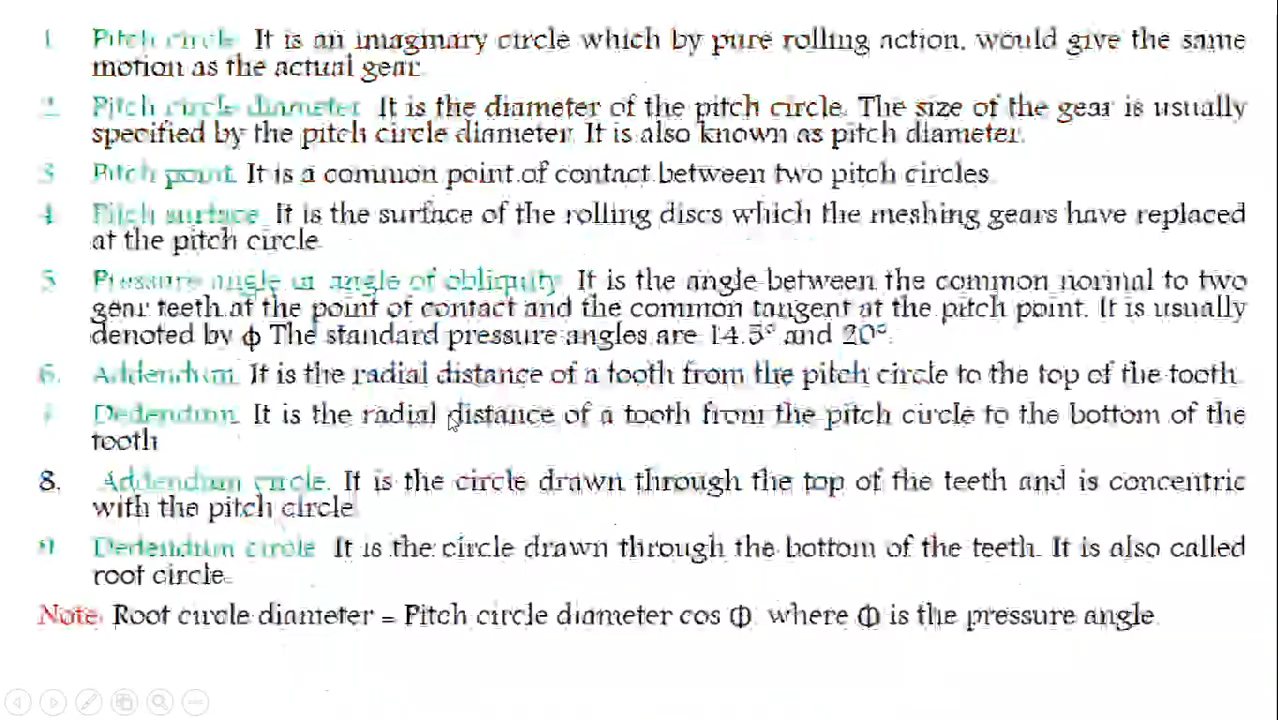 1. Pitch circle. It is an imaginary circle which by pure rolling action, would give the same
motion as the actual gear.
2. Pitch circle diameter. It is the diameter of the pitch circle. The size of the gear is usually
specified by the pitch circle diameter. It is also known as pitch diameter.
3. Pitch point. It is a common point of contact between two pitch circles.
4. Pitch surface. It is the surface of the rolling discs which the meshing gears have replaced
at the pitch circle.
5. Pressure angle or angle of obliquity. It is the angle between the common normal to two
gear teeth at the point of contact and the common tangent at the pitch point. It is usually
denoted by ϕ. The standard pressure angles are 14.5° and 20°.
6. Addendum. It is the radial distance of a tooth from the pitch circle to the top of the tooth.
7. Dedendum. It is the radial distance of a tooth from the pitch circle to the bottom of the
tooth.
8. Addendum circle. It is the circle drawn through the top of the teeth and is concentric
with the pitch circle.
9. Dedendum circle. It is the circle drawn through the bottom of the teeth. It is also called
root circle.
Note: Root circle diameter = Pitch circle diameter cos Φ, where Φ is the pressure angle.